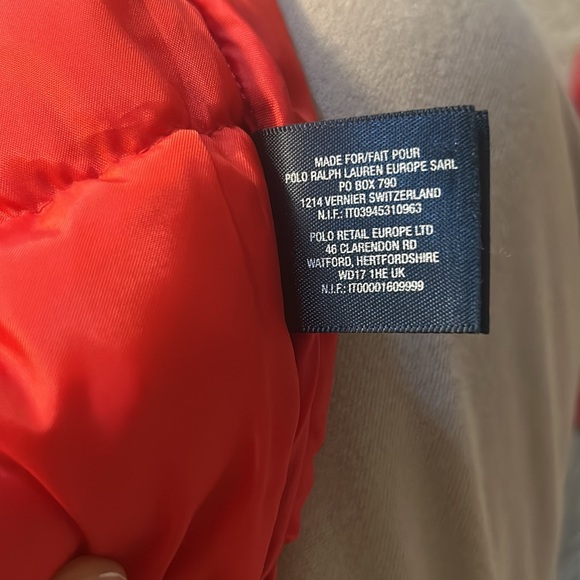 MADE FOR/FAIT POUR
POLO RALPH LAUREN EUROPE SARL
PO BOX 790
1214 VERNIER SWITZERLAND
N.I.F.: IT03945310963
POLO RETAIL EUROPE LTD
46 CLARENDON RD
WATFORD, HERTFORDSHIRE
WD17 1HE UK
N.I.F.: IT00001609999